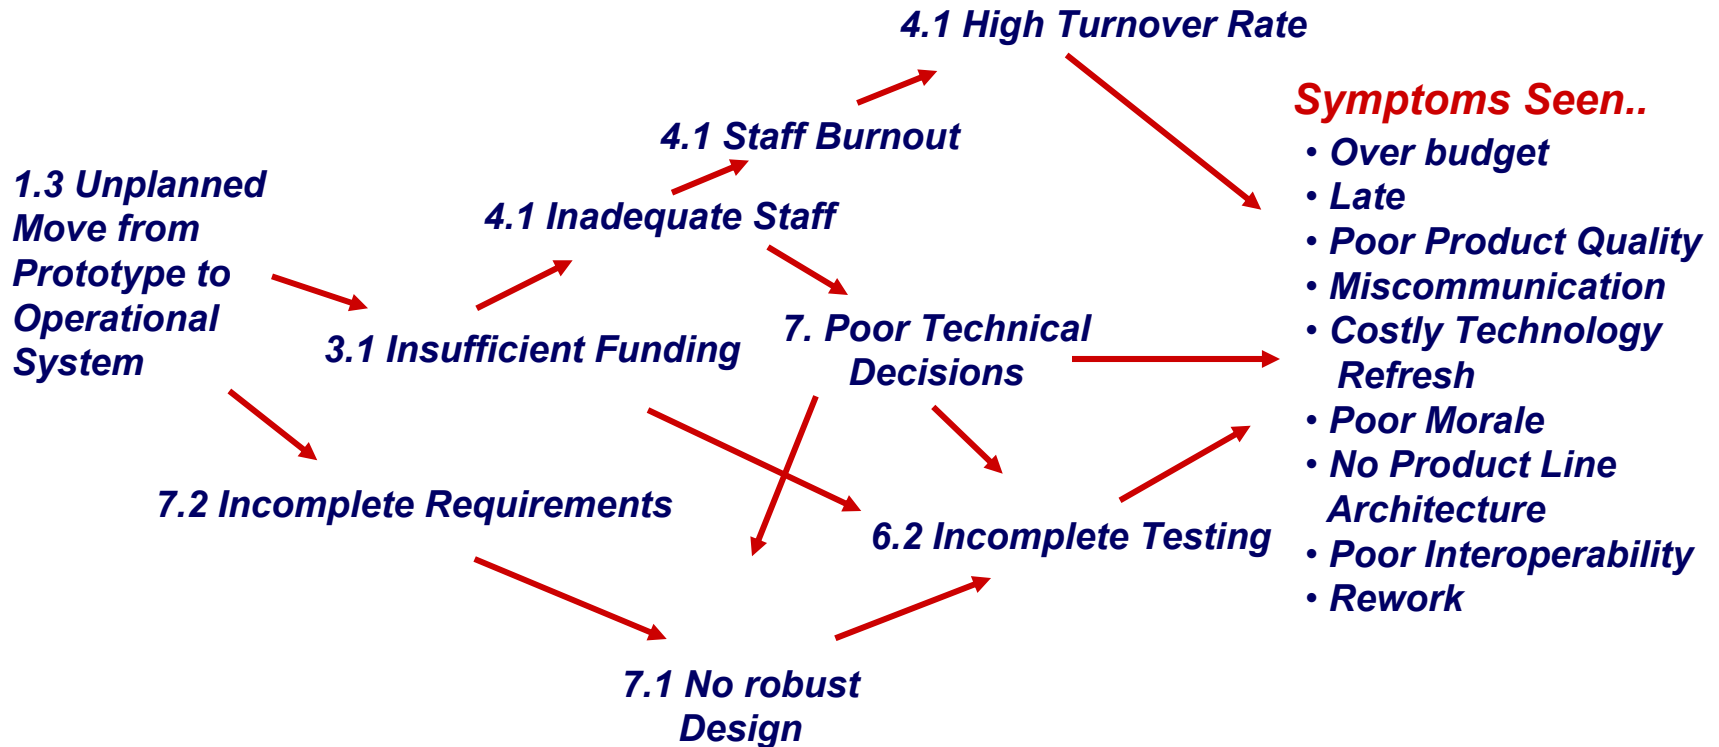 4.1 High Turnover Rate
Symptoms Seen..
• Over budget
• Late
• Poor Product Quality
• Miscommunication
• Costly Technology
Refresh
• Poor Morale
• No Product Line
Architecture
• Poor Interoperability
• Rework
4.1 Staff Burnout
1.3 Unplanned
Move from
Prototype to
Operational
System
4.1 Inadequate Staff
3.1 Insufficient Funding
7. Poor Technical
Decisions
7.2 Incomplete Requirements
6.2 Incomplete Testing
7.1 No robust
Design